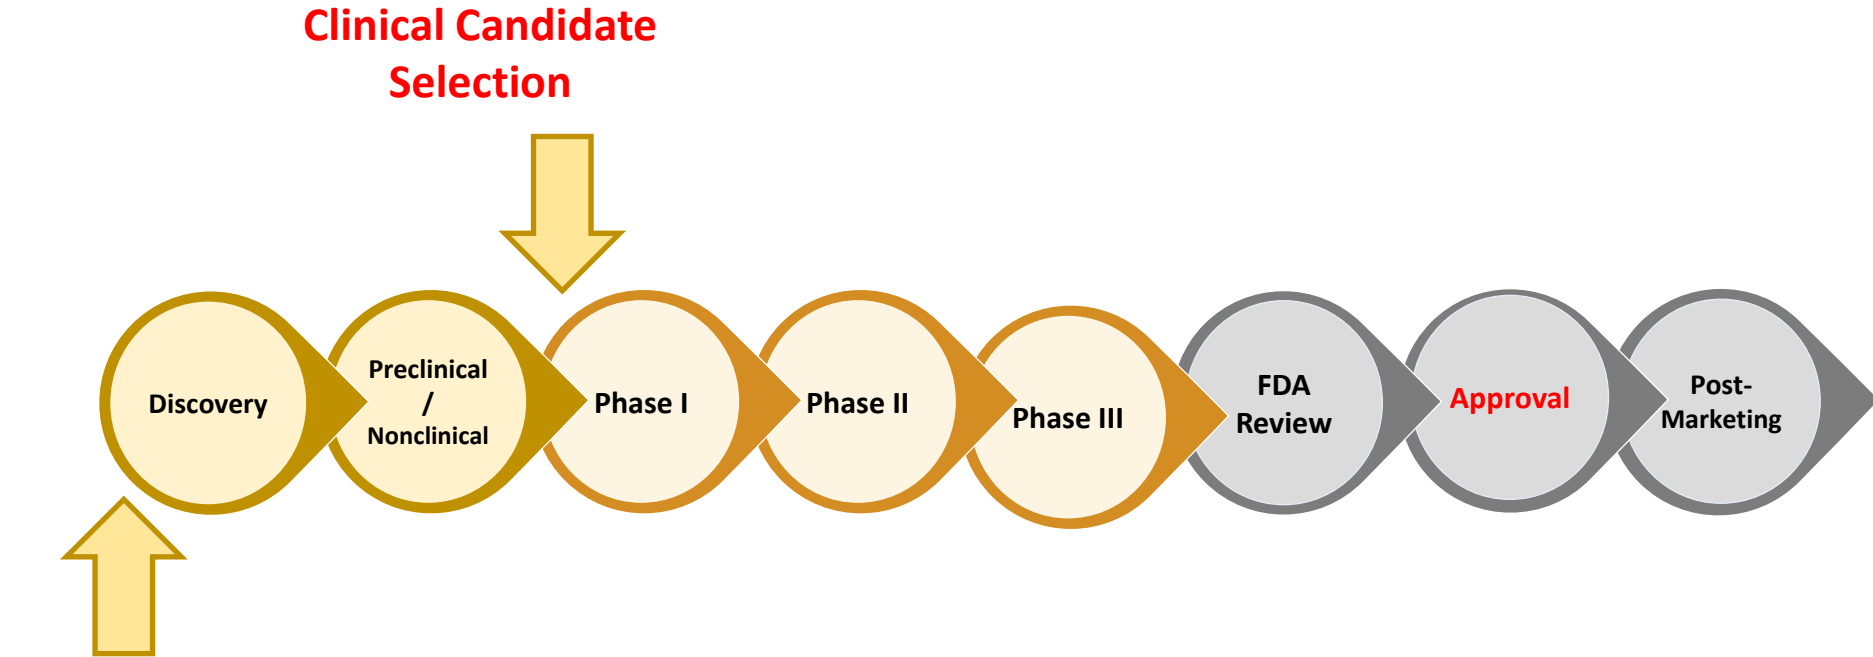 Clinical Candidate
Selection
Discovery
Preclinical
/
Nonclinical
Phase I
Phase II
Phase III
FDA
Review
Approval
Post-
Marketing